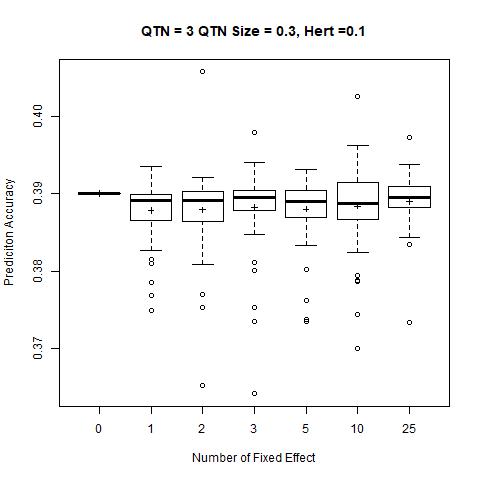 QTN = 3 QTN Size = 0.3, Hert =0.1
Prediciton Accuracy
0.40
0.39
0.38
0.37
0 1 2 3 5 10 25
Number of Fixed Effect